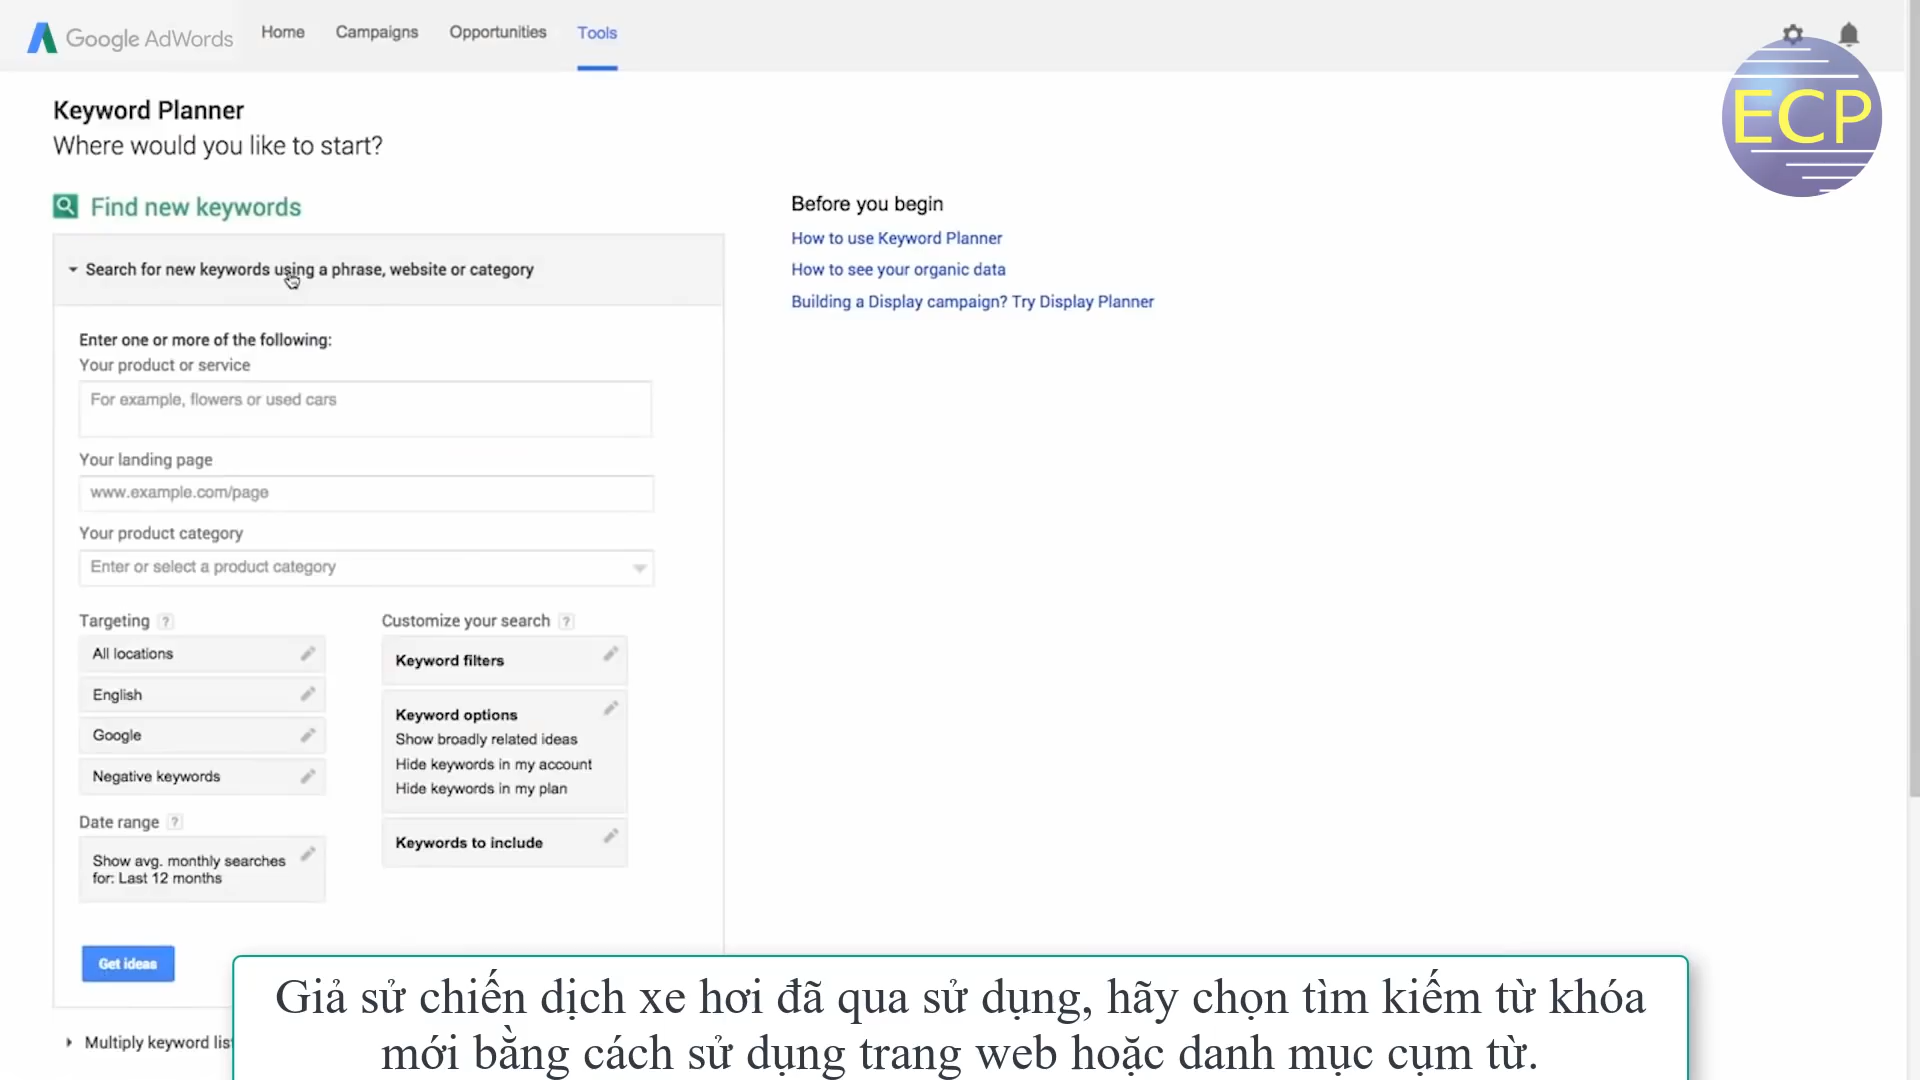 Google AdWords
Home
Campaigns
Opportunities
Tools
ECP
Keyword Planner
Where would you like to start?
Find new keywords
Search for new keywords using a phrase, website or category
Enter one or more of the following:
Your product or service
For example, flowers or used cars
Your landing page
www.example.com/page
Your product category
Enter or select a product category
Targeting ?
All locations
English
Google
Negative keywords
Date range ?
Show avg. monthly searches
for: Last 12 months
Customize your search ?
Keyword filters
Keyword options
Show broadly related ideas
Hide keywords in my account
Hide keywords in my plan
Keywords to include
Get ideas
Multiply keyword
Before you begin
How to use Keyword Planner
How to see your organic data
Building a Display campaign? Try Display Planner
Giả sử chiến dịch xe hơi đã qua sử dụng, hãy chọn tìm kiếm từ khóa
mới bằng cách sử dụng trang web hoặc danh mục cụm từ.